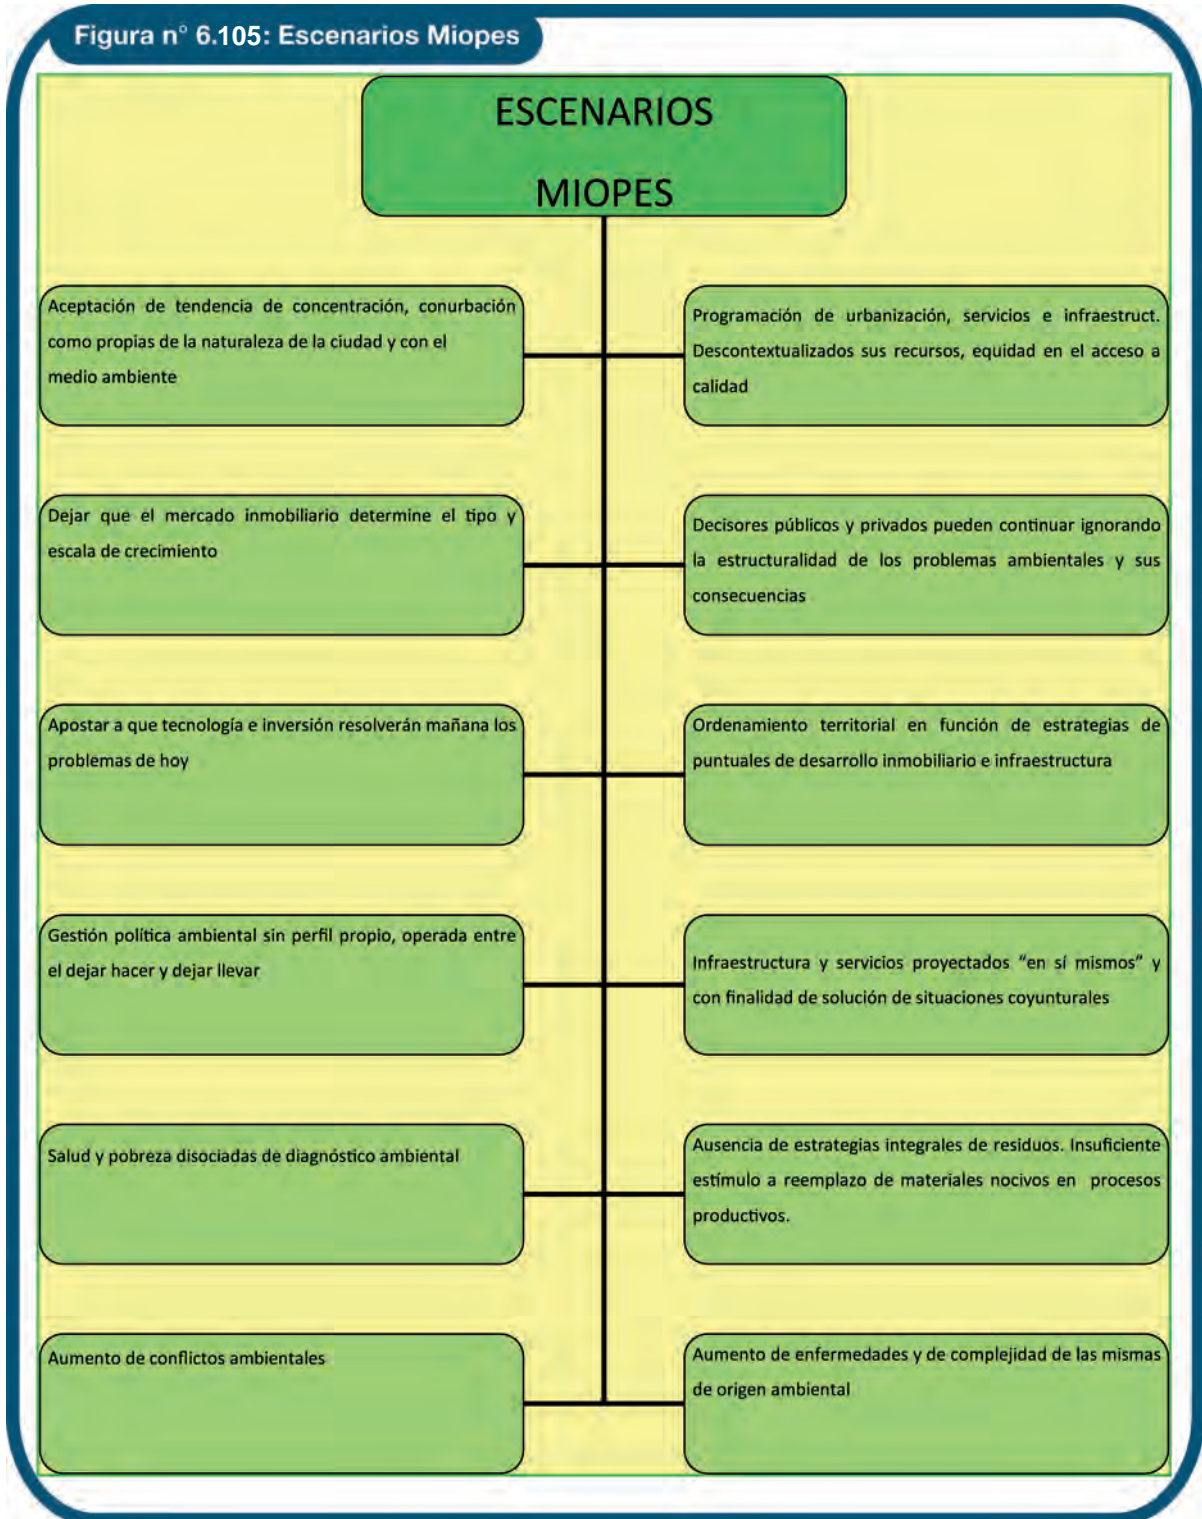 Figura n° 6.105: Escenarios Miopes
ESCENARIOS
MIOPES
Aceptación de tendencia de concentración, conurbación
como propias de la naturaleza de la ciudad y con el
medio ambiente
Programación de urbanización, servicios e infraestruct.
Descontextualizados sus recursos, equidad en el acceso a
calidad
Dejar que el mercado inmobiliario determine el tipo y
escala de crecimiento
Decisores públicos y privados pueden continuar ignorando
la estructuralidad de los problemas ambientales y sus
consecuencias
Apostar a que tecnología e inversión resolverán mañana los
problemas de hoy
Ordenamiento territorial en función de estrategias de
puntuales de desarrollo inmobiliario e infraestructura
Gestión política ambiental sin perfil propio, operada entre
el dejar hacer y dejar llevar
Infraestructura y servicios proyectados “en sí mismos” y
con finalidad de solución de situaciones coyunturales
Salud y pobreza disociadas de diagnóstico ambiental
Ausencia de estrategias integrales de residuos. Insuficiente
estímulo a reemplazo de materiales nocivos en procesos
productivos.
Aumento de conflictos ambientales
Aumento de enfermedades y de complejidad de las mismas
de origen ambiental